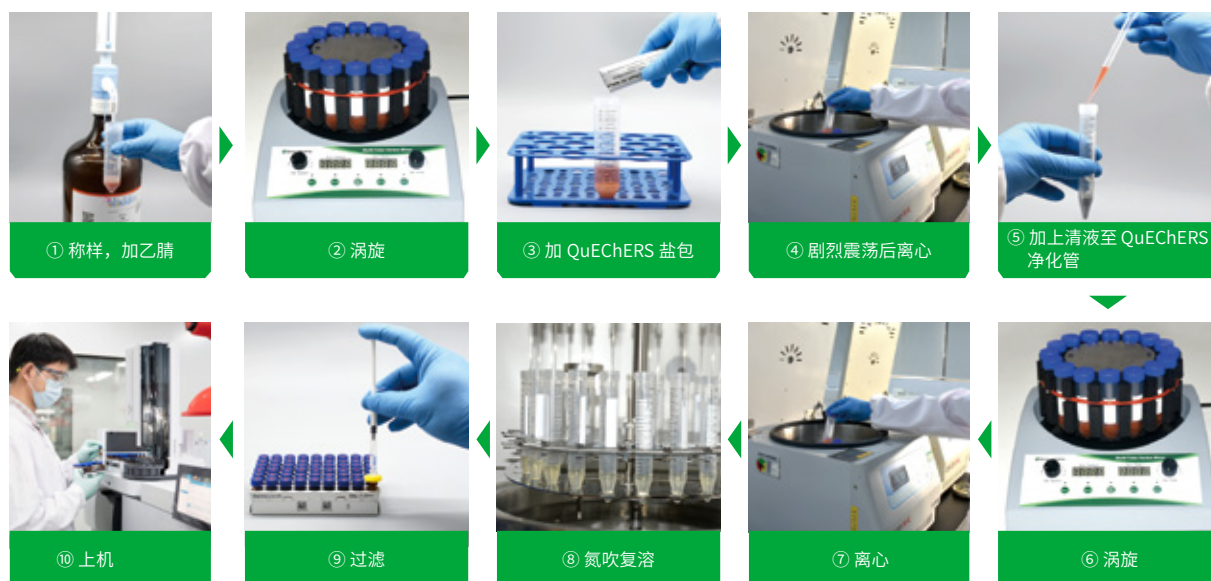 ① 称样，加乙腈
② 涡旋
③ 加 QuEChERS 盐包
④ 剧烈震荡后离心
⑤ 加上清液至 QuEChERS
净化管
⑩ 上机
⑨ 过滤
⑧ 氮吹复溶
⑦ 离心
⑥ 涡旋